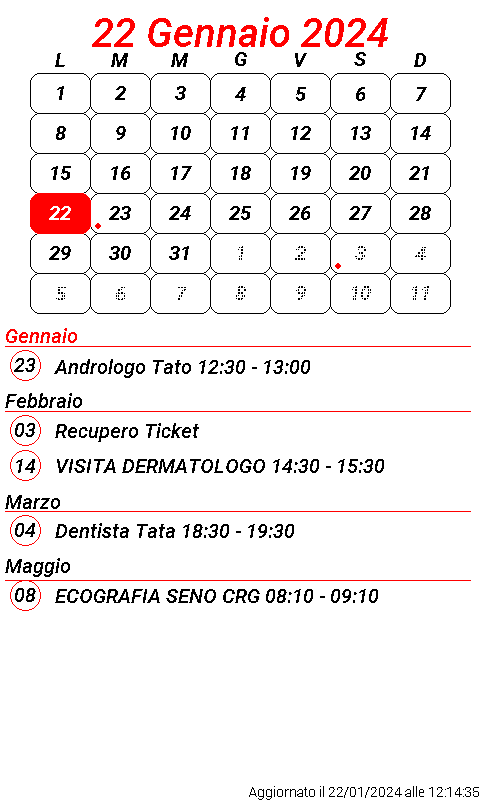 22 Gennaio 2024
L M M G V S D
1 2 3 4 5 6 7
8 9 10 11 12 13 14
15 16 17 18 19 20 21
22 23 24 25 26 27 28
29 30 31 1 2 3 4
5 6 7 8 9 10 11
Gennaio
23 Andrologo Tato 12:30 - 13:00
Febbraio
03 Recupero Ticket
14 VISITA DERMATOLOGO 14:30 - 15:30
Marzo
04 Dentista Tata 18:30 - 19:30
Maggio
08 ECOGRAFIA SENO CRG 08:10 - 09:10
Aggiornato il 22/01/2024 alle 12:14:35